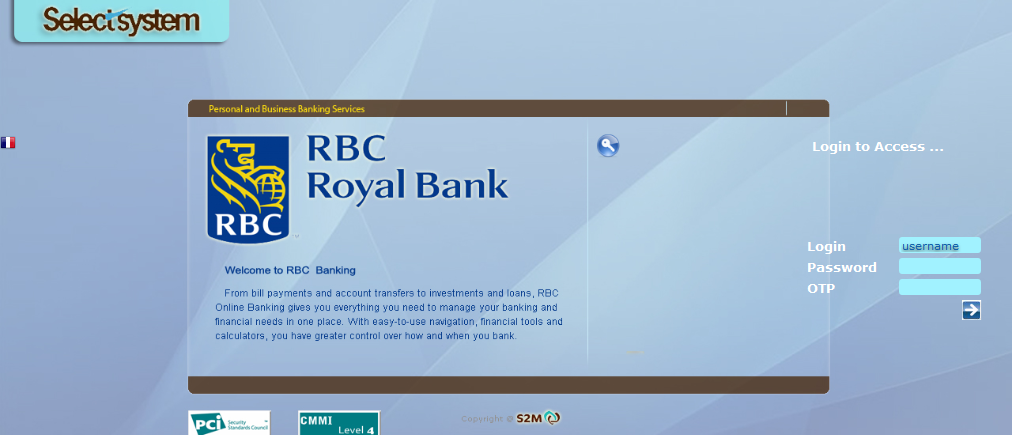 Selectsystem
Personal and Business Banking Services
RBC
Royal Bank
RBC
Login to Access ...
Welcome to RBC Banking
From bill payments and account transfers to investments and loans, RBC
Online Banking gives you everything you need to manage your banking and
financial needs in one place. With easy-to-use navigation, financial tools and
calculators, you have greater control over how and when you bank.
Login
username
Password
OTP
PCI Security
Standards Council
CMMI
Level 4
Copyright @ S2M